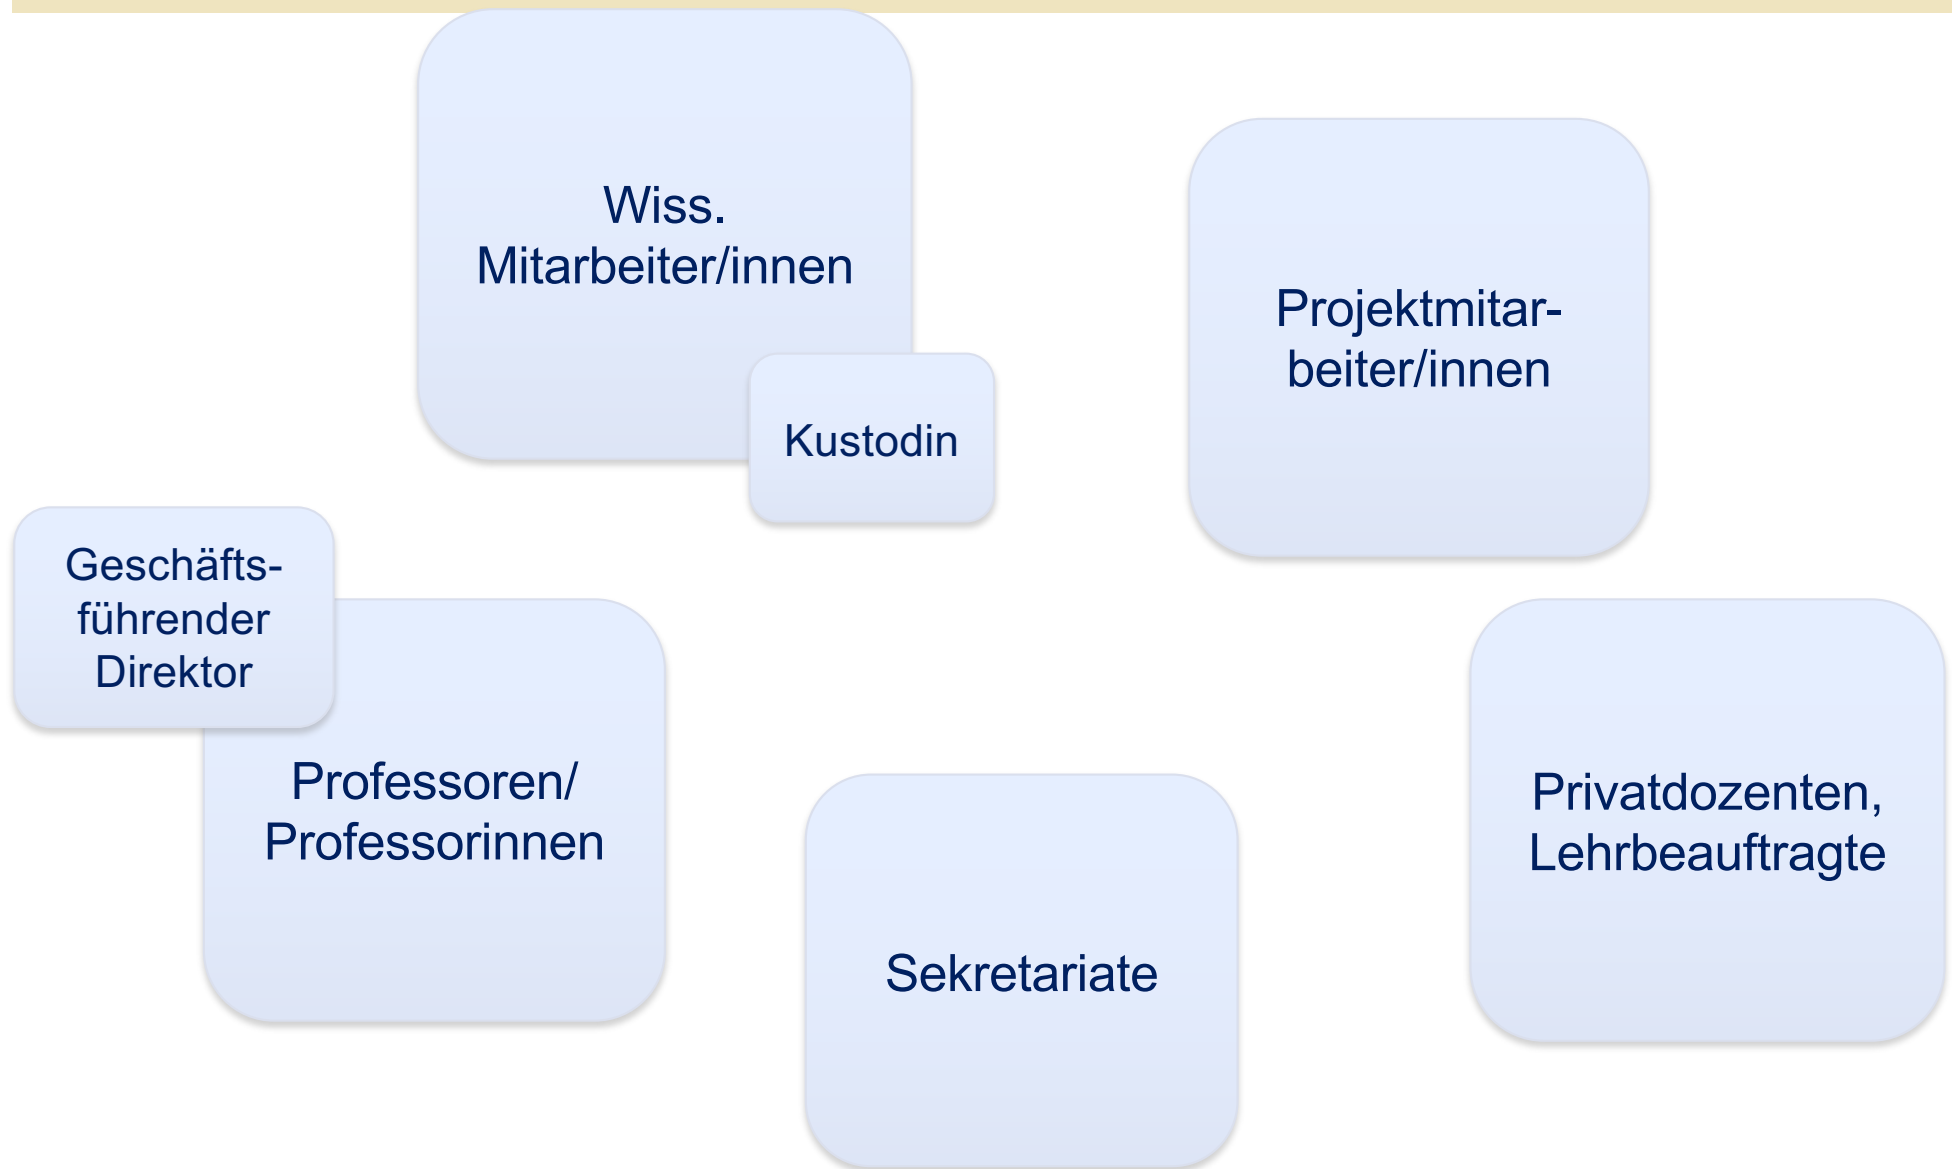 Wiss.
Mitarbeiter/innen
Kustodin
Projektmitar-
beiter/innen
Geschäfts-
führender
Direktor
Professoren/
Professorinnen
Sekretariate
Privatdozenten,
Lehrbeauftragte